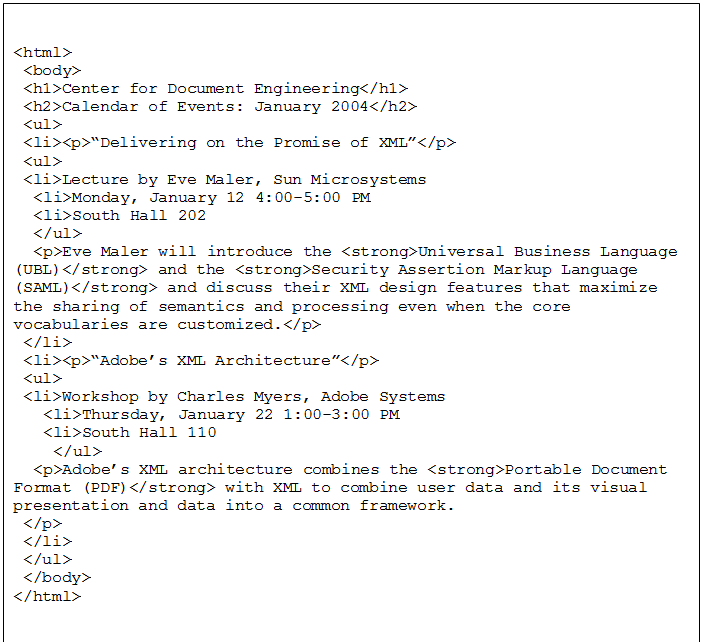 <html>
<body>
<h1>Center for Document Engineering</h1>
<h2>Calendar of Events: January 2004</h2>
<ul>
<li><p>“Delivering on the Promise of XML”</p>
<ul>
<li>Lecture by Eve Maler, Sun Microsystems
<li>Monday, January 12 4:00-5:00 PM
<li>South Hall 202
</ul>
<p>Eve Maler will introduce the <strong>Universal Business Language
(UBL)</strong> and the <strong>Security Assertion Markup Language
(SAML)</strong> and discuss their XML design features that maximize
the sharing of semantics and processing even when the core
vocabularies are customized.</p>
</li>
<li><p>“Adobe’s XML Architecture”</p>
<ul>
<li>Workshop by Charles Myers, Adobe Systems
<li>Thursday, January 22 1:00-3:00 PM
<li>South Hall 110
</ul>
<p>Adobe’s XML architecture combines the <strong>Portable Document
Format (PDF)</strong> with XML to combine user data and its visual
presentation and data into a common framework.
</p>
</li>
</ul>
</body>
</html>